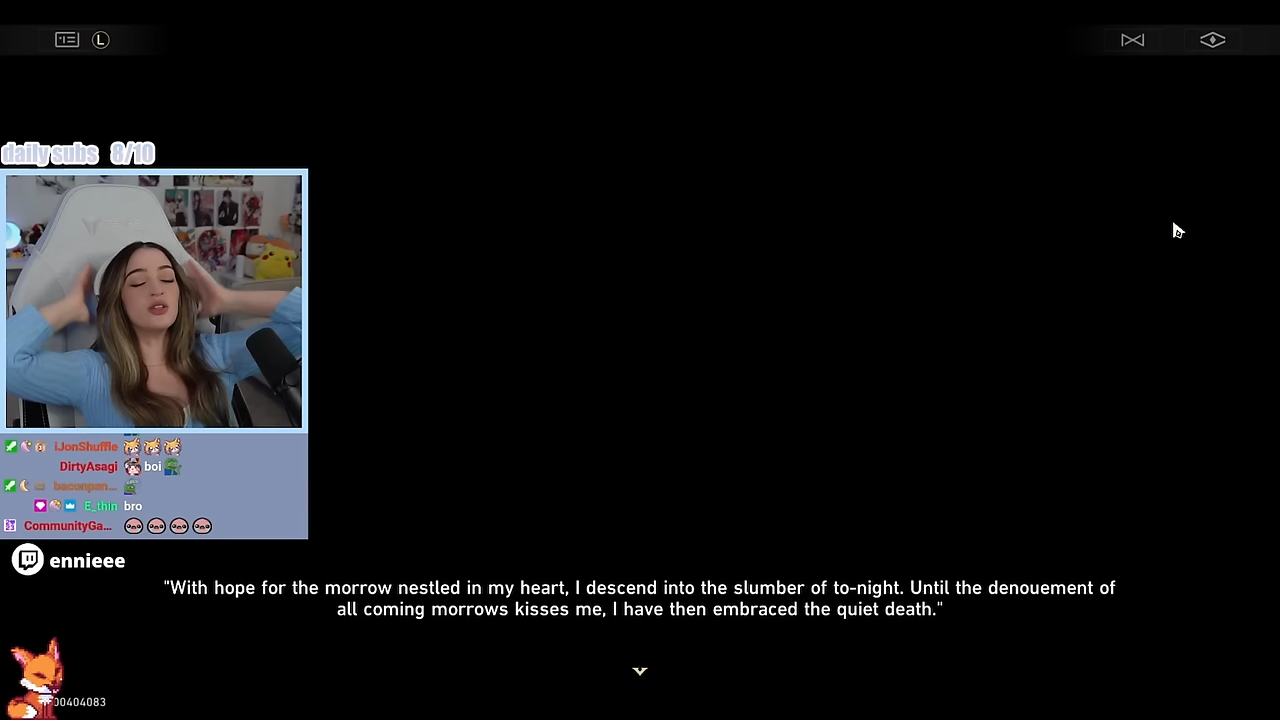 L
daily subs 8/10
iJonShuffle
DirtyAsagi boi
baconpan...
E_thin bro
CommunityGa...
ennieee
"With hope for the morrow nestled in my heart, I descend into the slumber of to-night. Until the denouement of
all coming morrows kisses me, I have then embraced the quiet death."
00404083